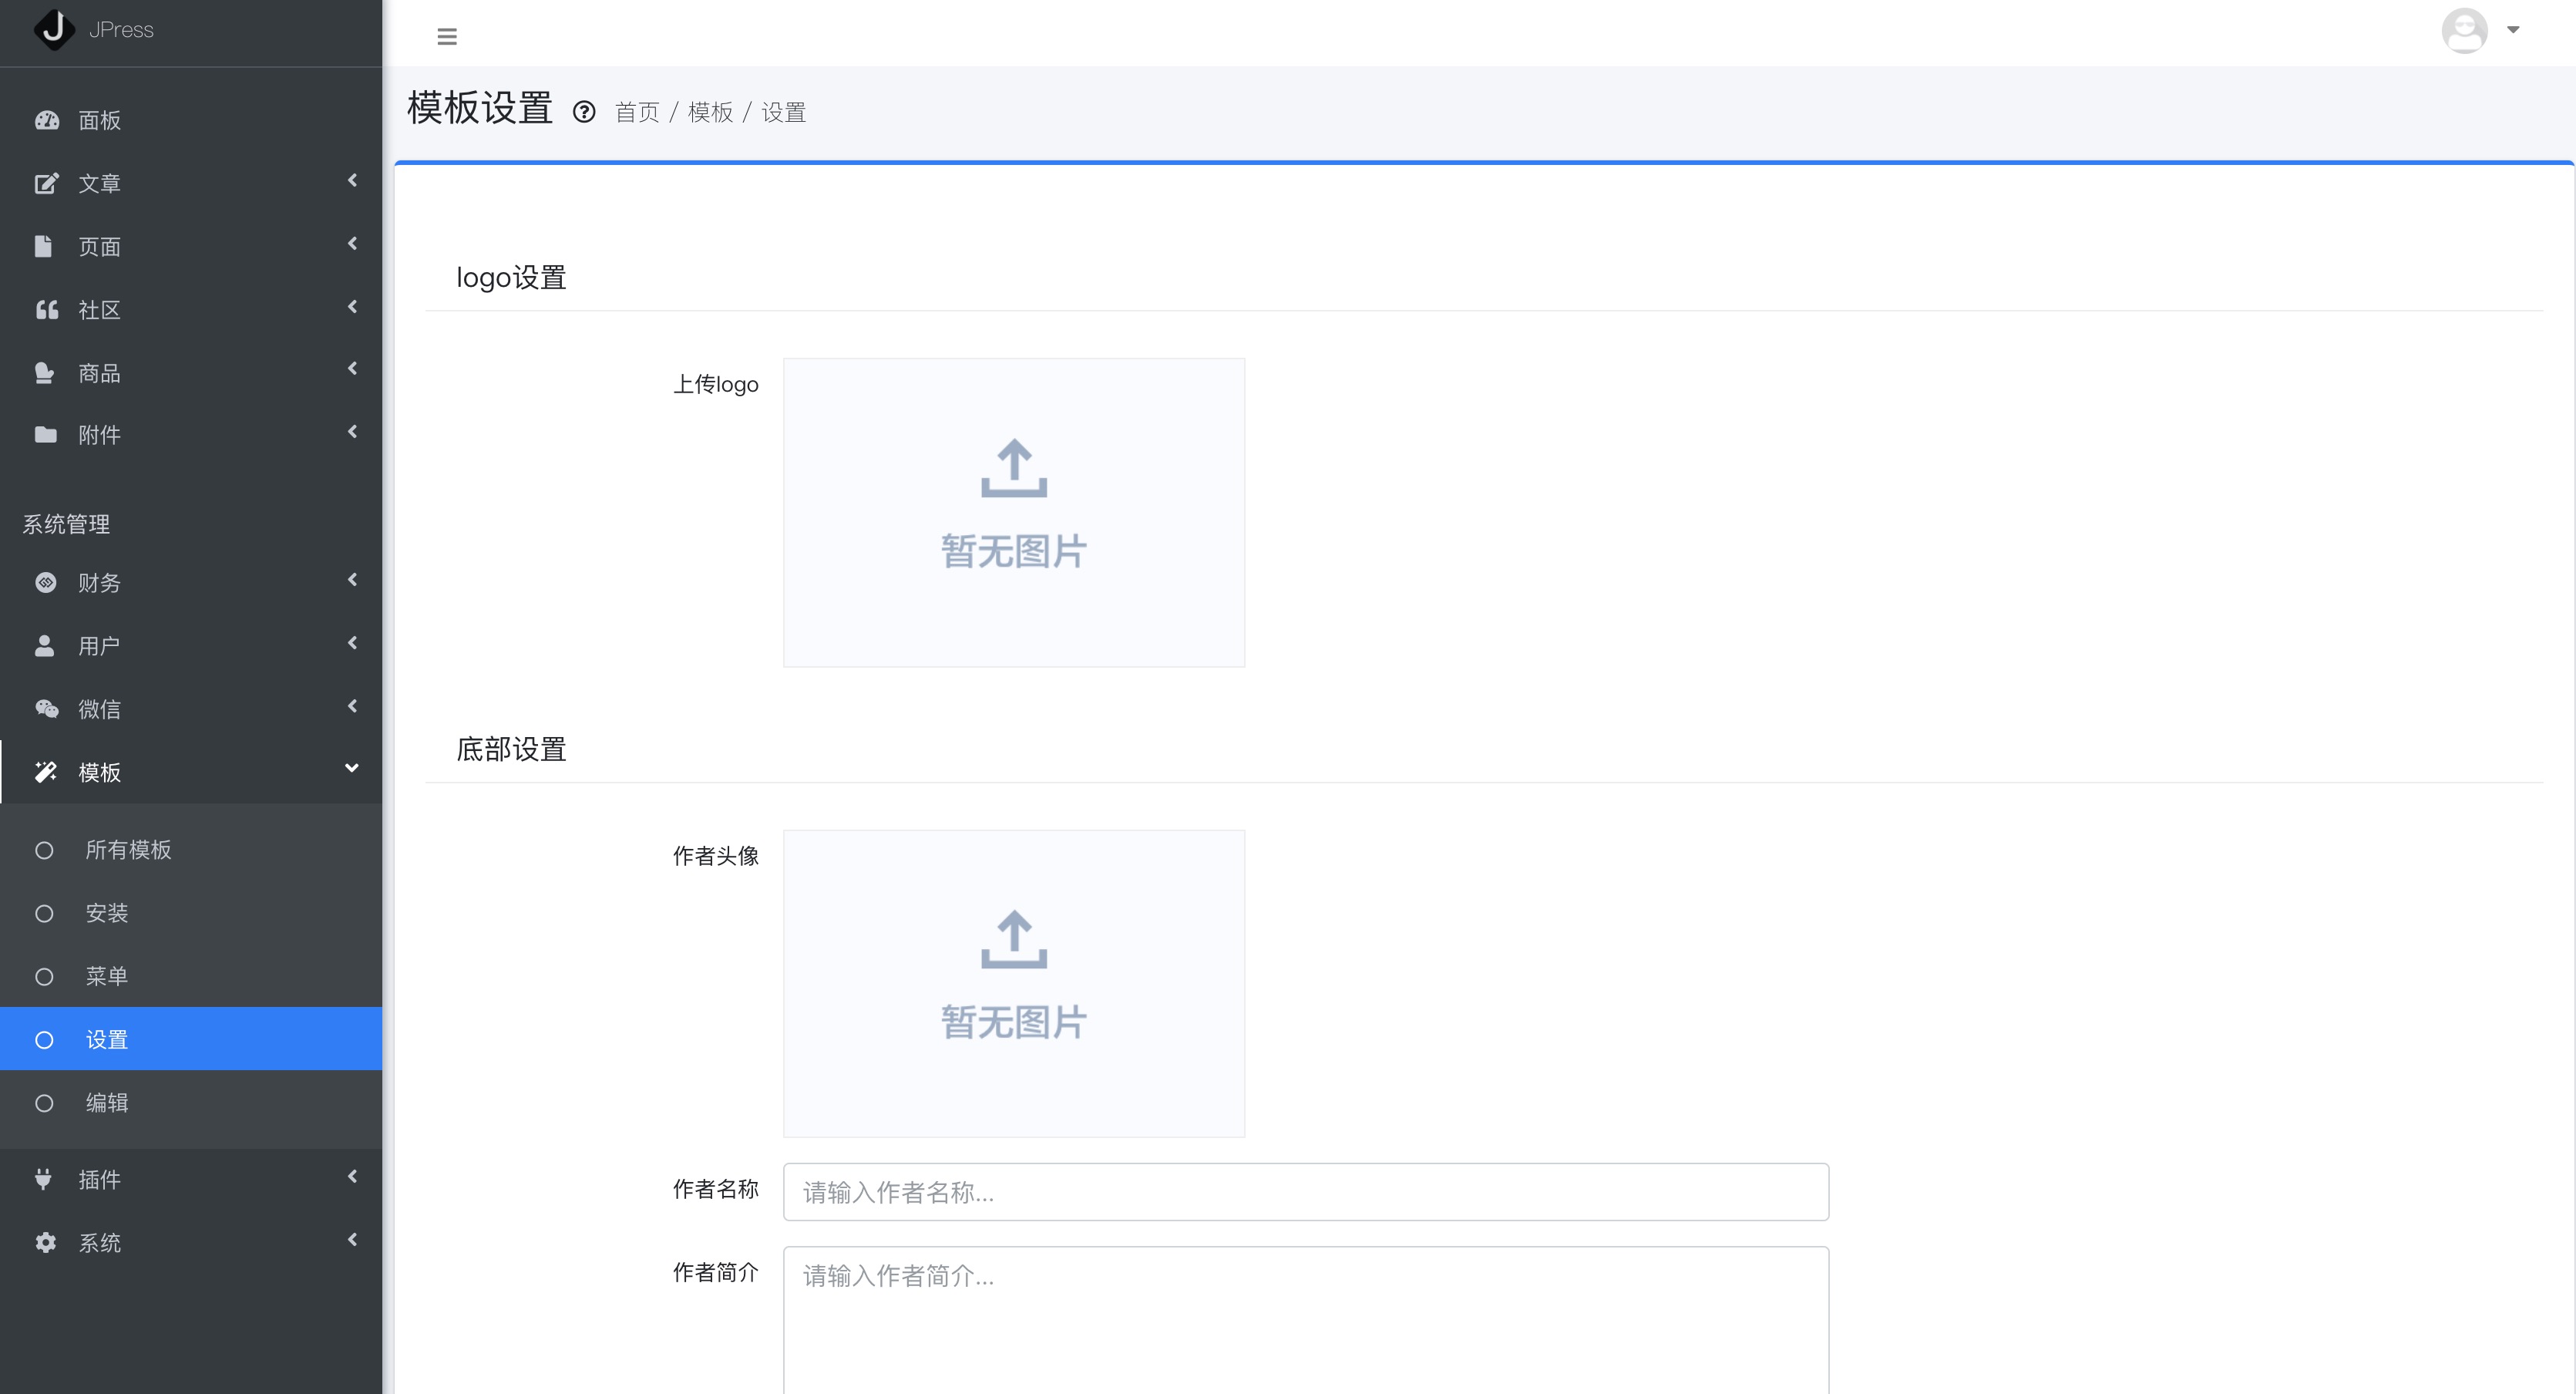 JPress
面板
文章
页面
社区
商品
附件
系统管理
财务
用户
微信
模板
所有模板
安装
菜单
设置
编辑
插件
系统
模板设置 首页 / 模板 / 设置
logo设置
上传logo
暂无图片
底部设置
作者头像
暂无图片
作者名称
请输入作者名称...
作者简介
请输入作者简介...